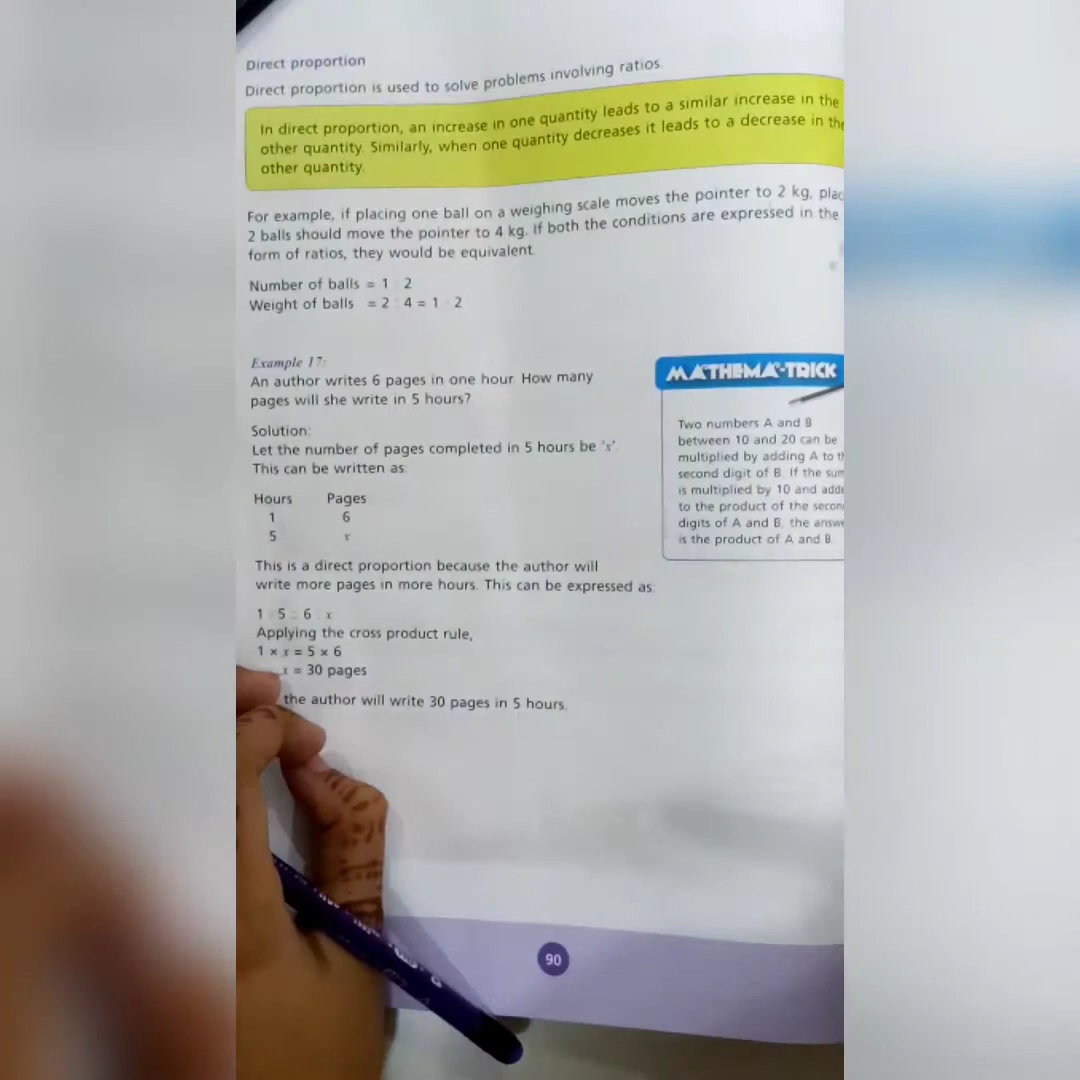 Direct proportion
Direct proportion is used to solve problems involving ratios.
In direct proportion, an increase in one quantity leads to a similar increase in the
other quantity. Similarly, when one quantity decreases it leads to a decrease in the
other quantity.
For example, if placing one ball on a weighing scale moves the pointer to 2 kg,
2 balls should move the pointer to 4 kg. If both the conditions are expressed in the
form of ratios, they would be equivalent.
Number of balls = 1 : 2
Weight of balls = 2 : 4 = 1 : 2
Example 17:
An author writes 6 pages in one hour. How many
pages will she write in 5 hours?
Solution:
Let the number of pages completed in 5 hours be 'x'.
This can be written as:
Hours Pages
1 6
5 x
This is a direct proportion because the author will
write more pages in more hours. This can be expressed as:
1 : 5 :: 6 : x
Applying the cross product rule,
1 × x = 5 × 6
x = 30 pages
the author will write 30 pages in 5 hours.
MATHEMA-TRICK
Two numbers A and B
between 10 and 20 can be
multiplied by adding A to
second digit of B. If the
is multiplied by 10 and
to the product of the
digits of A and B, the
is the product of A and B
90